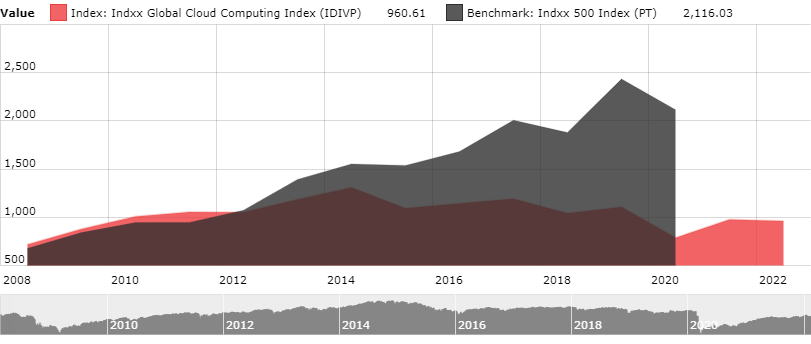 Value Index: Indxx Global Cloud Computing Index (IDIVP) 960.61 Benchmark: Indxx 500 Index (PT) 2,116.03
2,500
2,000
1,500
1,000
500
2008 2010 2012 2014 2016 2018 2020 2022
2010 2012 2014 2016 2018 2020